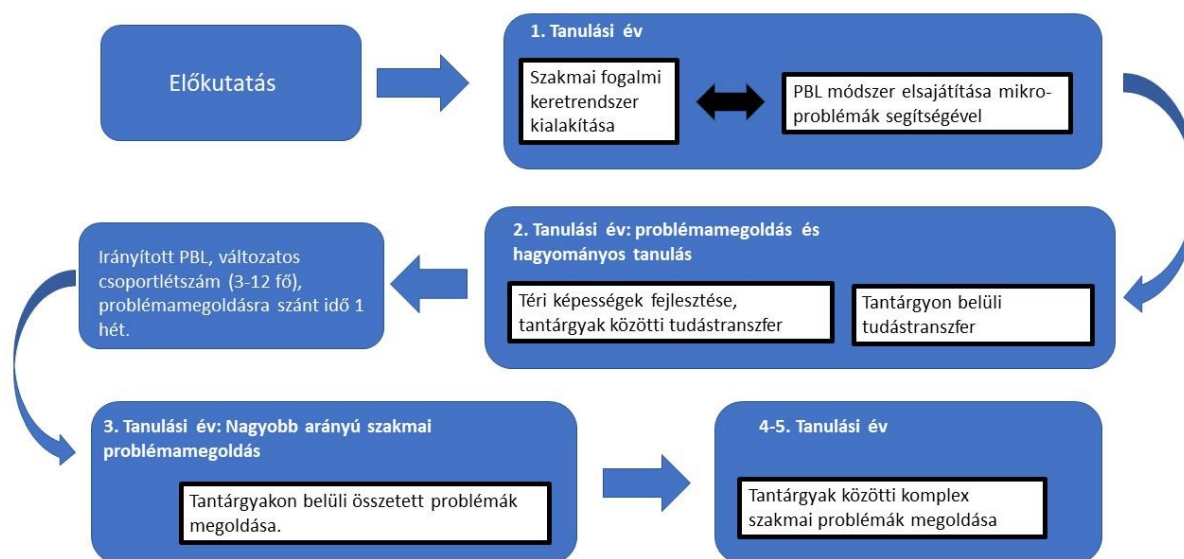 Előkutatás
1. Tanulási év
Szakmai fogalmi
keretrendszer
kialakítása
PBL módszer elsajátítása mikro-
problémák segítségével
2. Tanulási év: problémamegoldás és
hagyományos tanulás
Téri képességek fejlesztése,
tantárgyak közötti tudástranszfer
Tantárgyon belüli
tudástranszfer
Irányított PBL, változatos
csoportlétszám (3-12 fő),
problémamegoldásra szánt idő 1
hét.
3. Tanulási év: Nagyobb arányú szakmai
problémamegoldás
Tantárgyakon belüli összetett problémák
megoldása.
4-5. Tanulási év
Tantárgyak közötti komplex
szakmai problémák megoldása